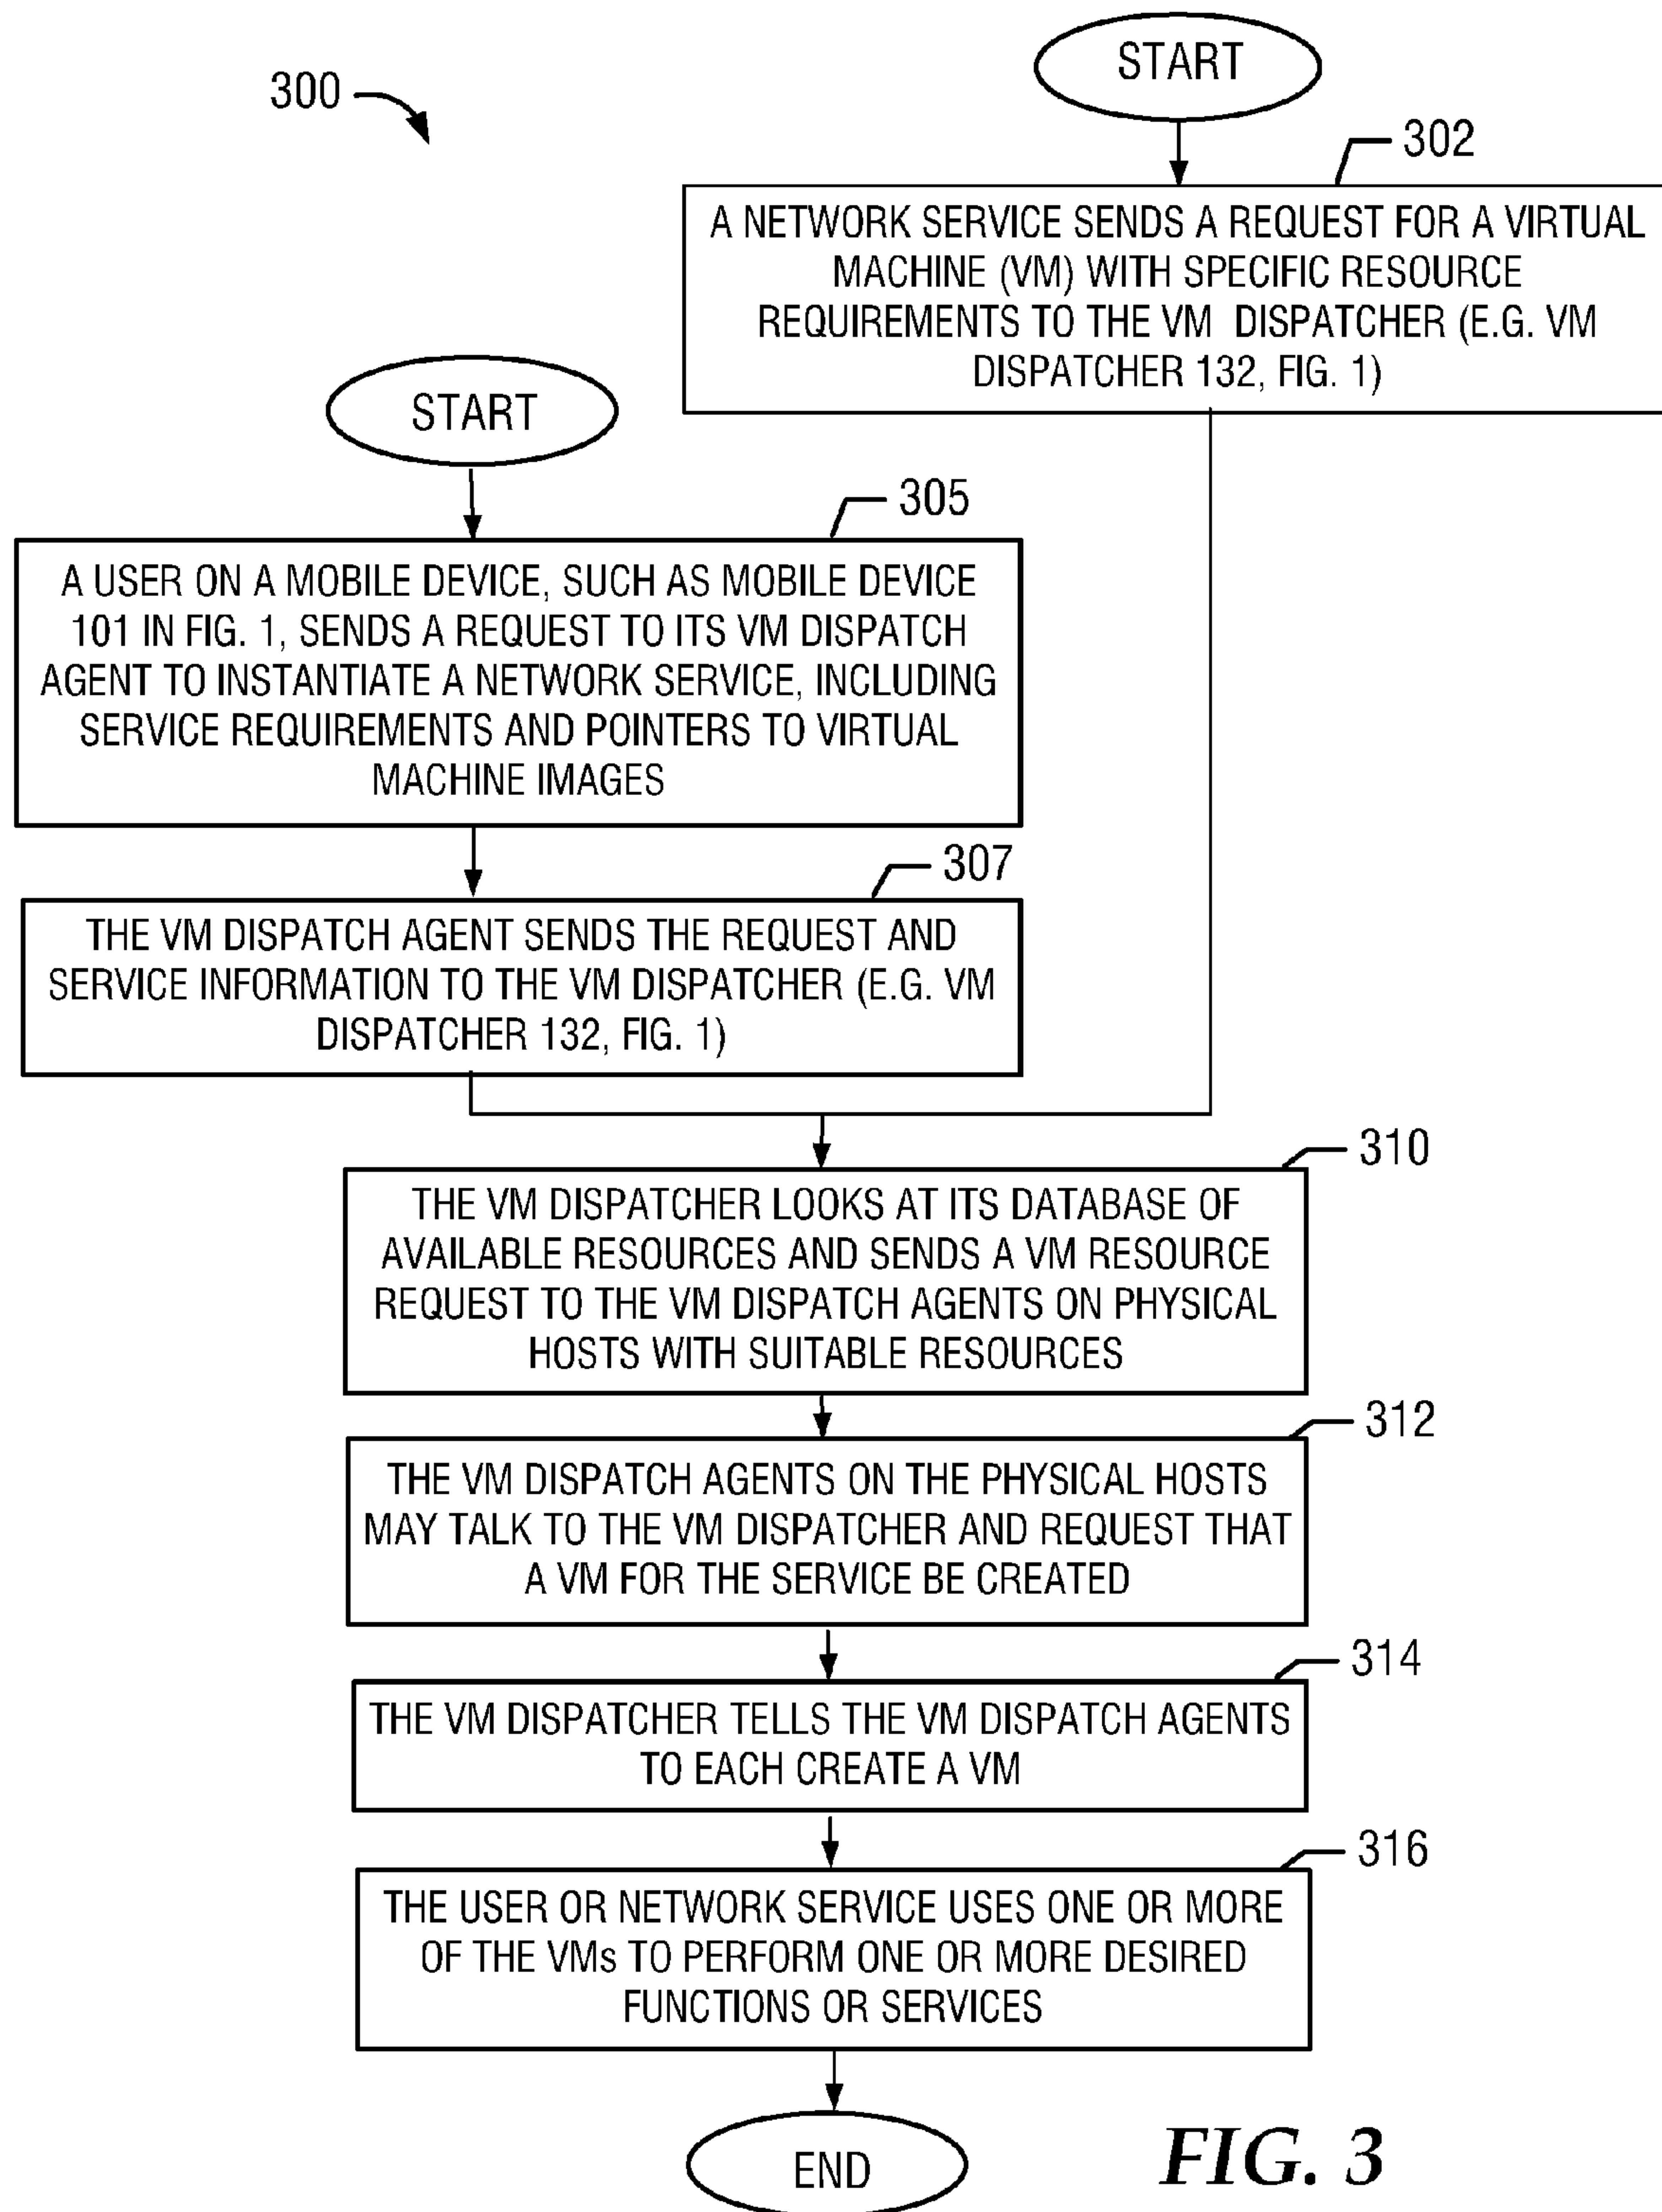 START
300
302
A NETWORK SERVICE SENDS A REQUEST FOR A VIRTUAL
MACHINE (VM) WITH SPECIFIC RESOURCE
REQUIREMENTS TO THE VM DISPATCHER (E.G. VM
DISPATCHER 132, FIG. 1)
START
305
A USER ON A MOBILE DEVICE, SUCH AS MOBILE DEVICE
101 IN FIG. 1, SENDS A REQUEST TO ITS VM DISPATCH
AGENT TO INSTANTIATE A NETWORK SERVICE, INCLUDING
SERVICE REQUIREMENTS AND POINTERS TO VIRTUAL
MACHINE IMAGES
307
THE VM DISPATCH AGENT SENDS THE REQUEST AND
SERVICE INFORMATION TO THE VM DISPATCHER (E.G. VM
DISPATCHER 132, FIG. 1)
310
THE VM DISPATCHER LOOKS AT ITS DATABASE OF
AVAILABLE RESOURCES AND SENDS A VM RESOURCE
REQUEST TO THE VM DISPATCH AGENTS ON PHYSICAL
HOSTS WITH SUITABLE RESOURCES
312
THE VM DISPATCH AGENTS ON THE PHYSICAL HOSTS
MAY TALK TO THE VM DISPATCHER AND REQUEST THAT
A VM FOR THE SERVICE BE CREATED
314
THE VM DISPATCHER TELLS THE VM DISPATCH AGENTS
TO EACH CREATE A VM
316
THE USER OR NETWORK SERVICE USES ONE OR MORE
OF THE VMs TO PERFORM ONE OR MORE DESIRED
FUNCTIONS OR SERVICES
END
FIG. 3